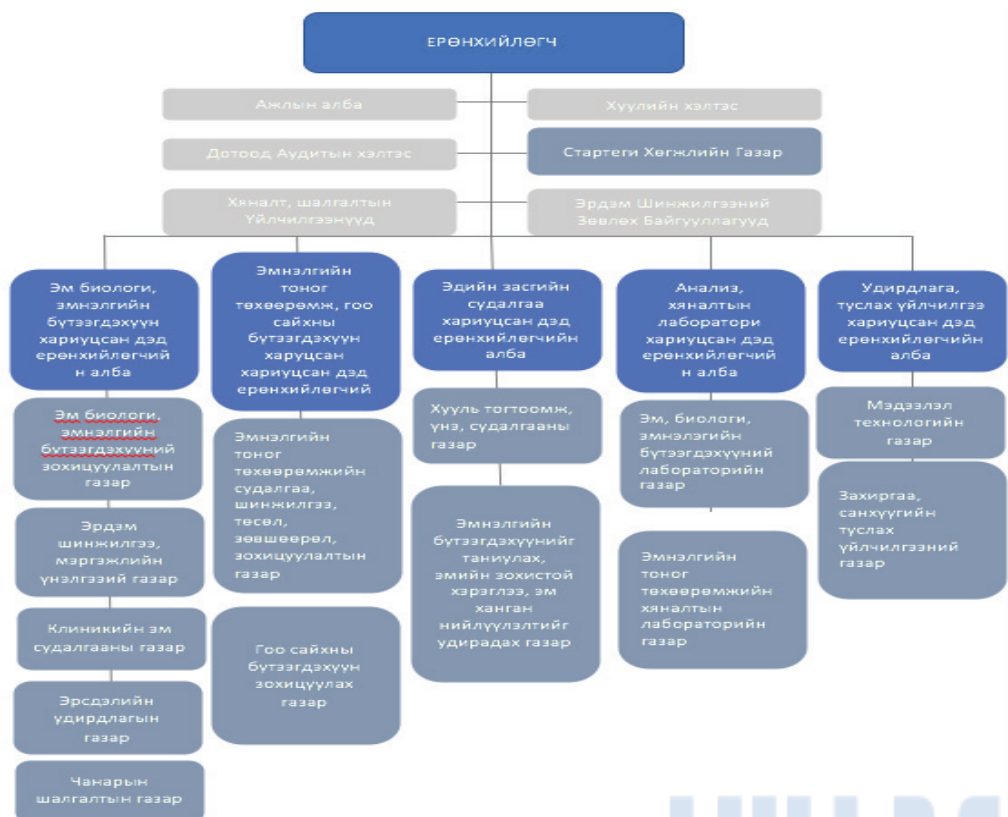 ЕРӨНХИЙЛӨГЧ
Ажлын алба
Хуулийн хэлтэс
Дотоод Аудитын хэлтэс
Стартеги Хөгжлийн Газар
Хяналт, шалгалтын
Үйлчилгээнүүд
Эрдэм Шинжилгээний
Зөвлөх Байгууллагууд
Эм биологи,
эмнэлгийн
бүтээгдэхүүн
хариуцсан дэд
ерөнхийлөгчий
н алба
Эм биологи,
эмнэлгийн
бүтээгдэхүүний
зохицуулалтын
газар
Эрдэм
шинжилгээ,
мэргэжлийн
үнэлгээий газар
Клиникийн эм
судалгааны газар
Эрсдэлийн
удирдлагын
газар
Чанарын
шалгалтын газар
Эмнэлгийн
тоног
төхөөрөмж, гоо
сайхны
бүтээгдэхүүн
харуцсан
хариуцсан дэд
ерөнхийлөгчий
Эмнэлгийн
тоног
төхөөрөмжийн
судалгаа,
шинжилгээ,
төсөл,
зөвшөөрөл,
зохицуулалтын
газар
Гоо сайхны
бүтээгдэхүүн
зохицуулах
газар
Эдийн засгийн
судалгаа
хариуцсан дэд
ерөнхийлөгчийн
алба
Хууль тогтоомж,
үнэ, судалгааны
газар
Эмнэлгийн
бүтээгдэхүүнийг
таниулах,
эмийн зохистой
хэрэглээ, эм
ханган
нийлүүлэлтийг
удирадах газар
Анализ,
хяналтын
лаборатори
хариуцсан дэд
ерөнхийлөгчий
н алба
Эм, биологи,
эмнэлэгийн
бүтээгдэхүүний
лабораторийн
газар
Эмнэлгийн
тоног
төхөөрөмжийн
хяналтын
лабораторийн
газар
Удирдлага,
туслах үйлчилгээ
хариуцсан дэд
ерөнхийлөгчийн
алба
Мэдээлэл
технологийн
газар
Захиргаа,
санхүүгийн
туслах
үйлчилгээзний
газар